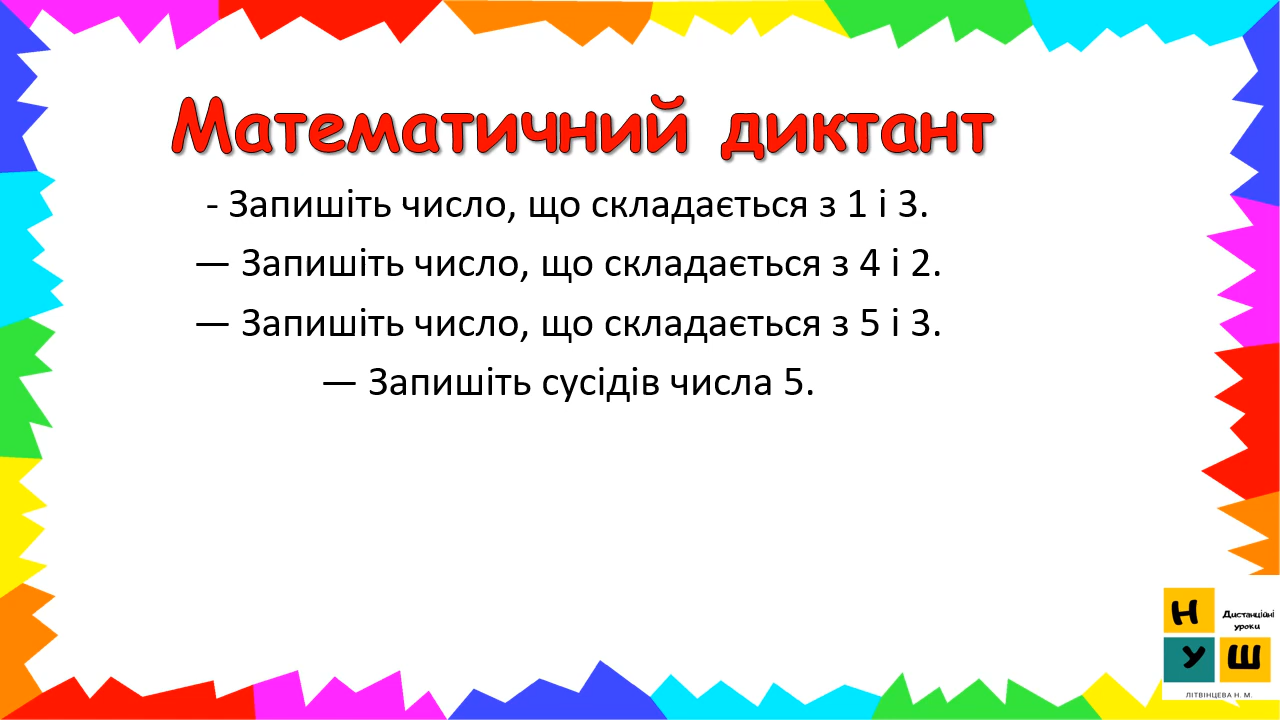 Математичний диктант
- Запишіть число, що складається з 1 і 3.
— Запишіть число, що складається з 4 і 2.
— Запишіть число, що складається з 5 і 3.
— Запишіть сусідів числа 5.
Н
Дистанційні
уроки
У Ш
ЛІТВІНЦЕВА Н. М.